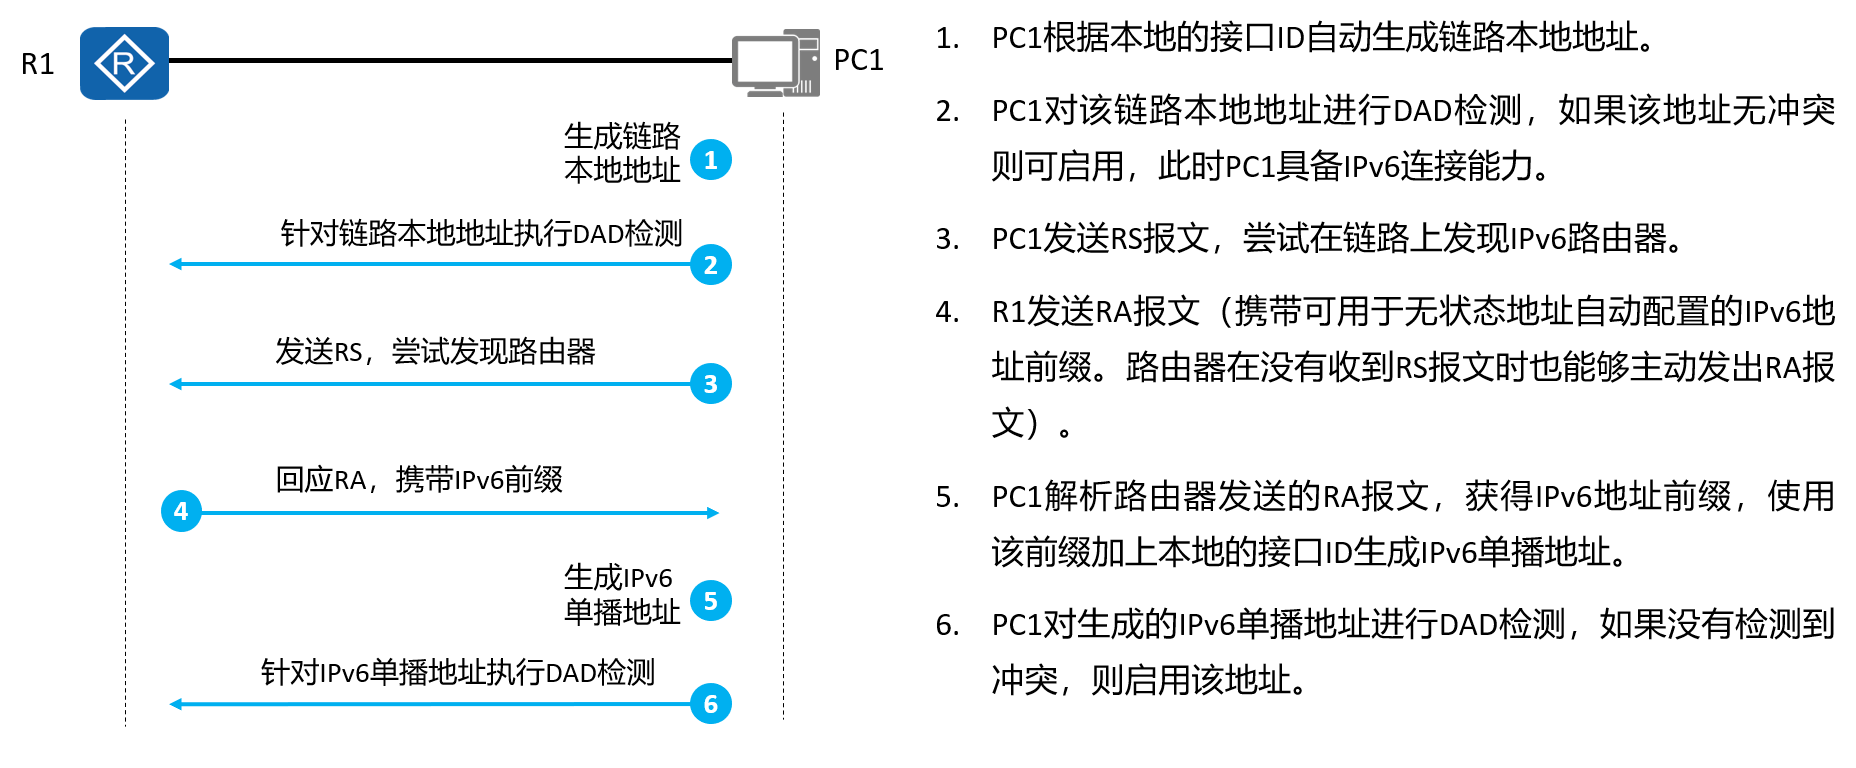 R1
R
PC1
生成链路
本地地址
1
针对链路本地地址执行DAD检测
2
发送RS，尝试发现路由器
3
回应RA，携带IPv6前缀
4
生成IPv6
单播地址
5
针对IPv6单播地址执行DAD检测
6
1. PC1根据本地的接口ID自动生成链路本地地址。
2. PC1对该链路本地地址进行DAD检测，如果该地址无冲突
则可启用，此时PC1具备IPv6连接能力。
3. PC1发送RS报文，尝试在链路上发现IPv6路由器。
4. R1发送RA报文（携带可用于无状态地址自动配置的IPv6地
址前缀。路由器在没有收到RS报文时也能够主动发出RA报
文）。
5. PC1解析路由器发送的RA报文，获得IPv6地址前缀，使用
该前缀加上本地的接口ID生成IPv6单播地址。
6. PC1对生成的IPv6单播地址进行DAD检测，如果没有检测到
冲突，则启用该地址。